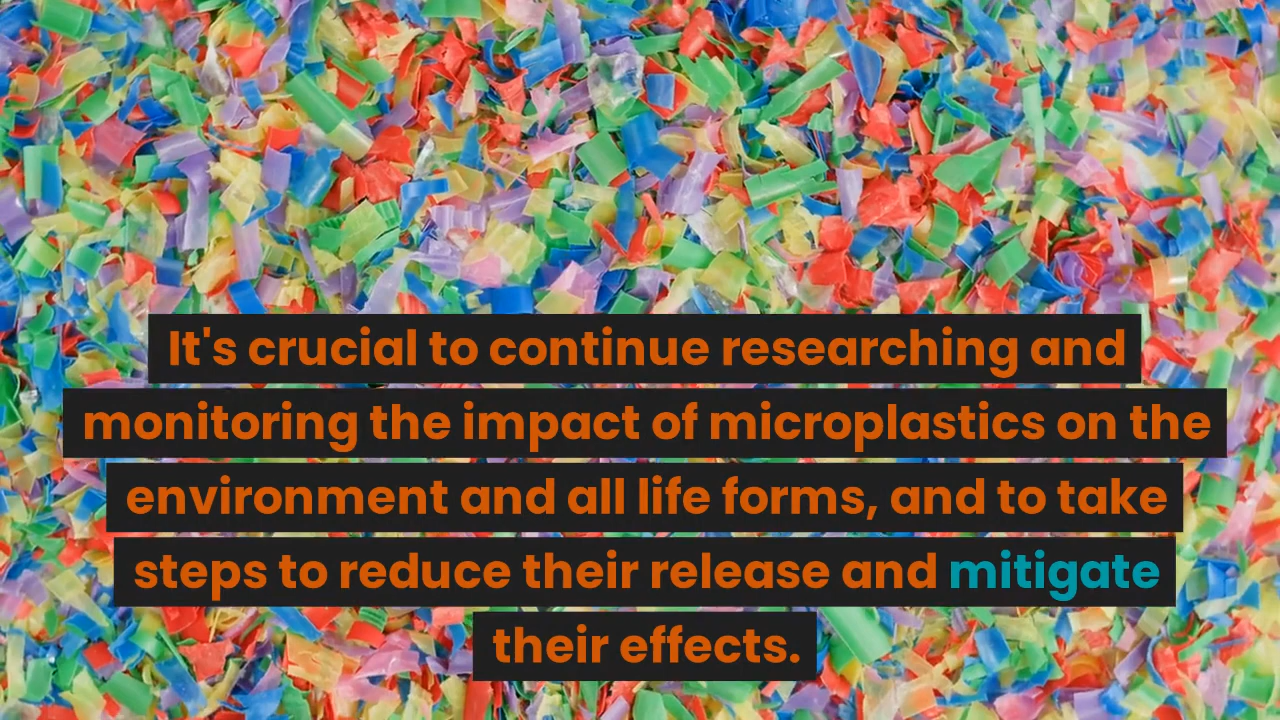 It's crucial to continue researching and
monitoring the impact of microplastics on the
environment and all life forms, and to take
steps to reduce their release and mitigate
their effects.